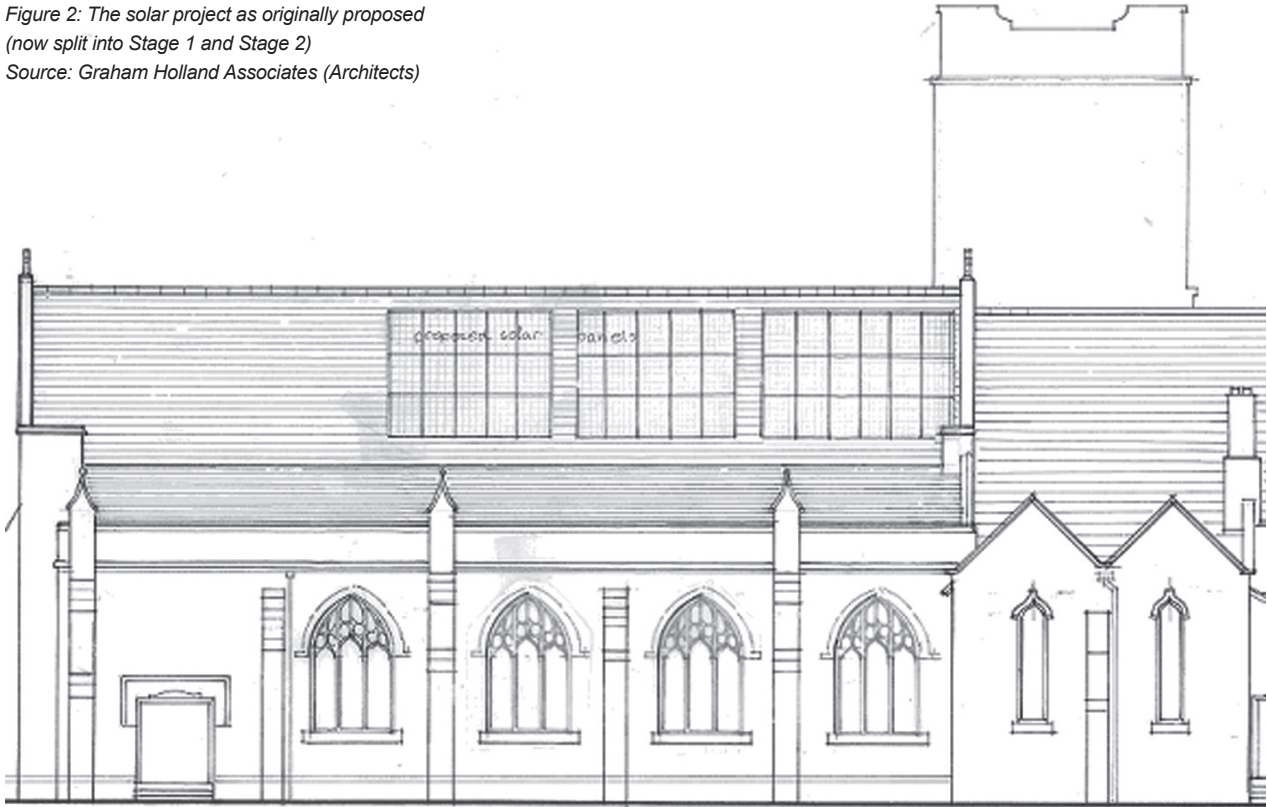 Figure 2: The solar project as originally proposed
(now split into Stage 1 and Stage 2)
Source: Graham Holland Associates (Architects)
proposed solar panels